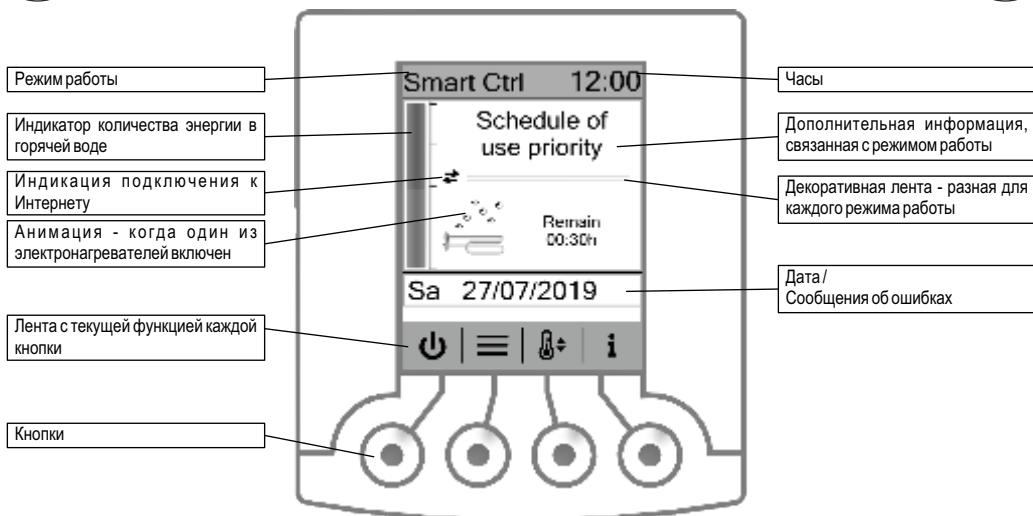 Режим работы
Индикатор количества энергии в
горячей воде
Индикация подключения к
Интернету
Анимация - когда один из
электронагревателей включен
Лента с текущей функцией каждой
кнопки
Кнопки
Smart Ctrl 12:00
Schedule of
use priority
Remain
00:30h
Sa 27/07/2019
Часы
Дополнительная информация,
связанная с режимом работы
Декоративная лента - разная для
каждого режима работы
Дата/
Сообщения об ошибках